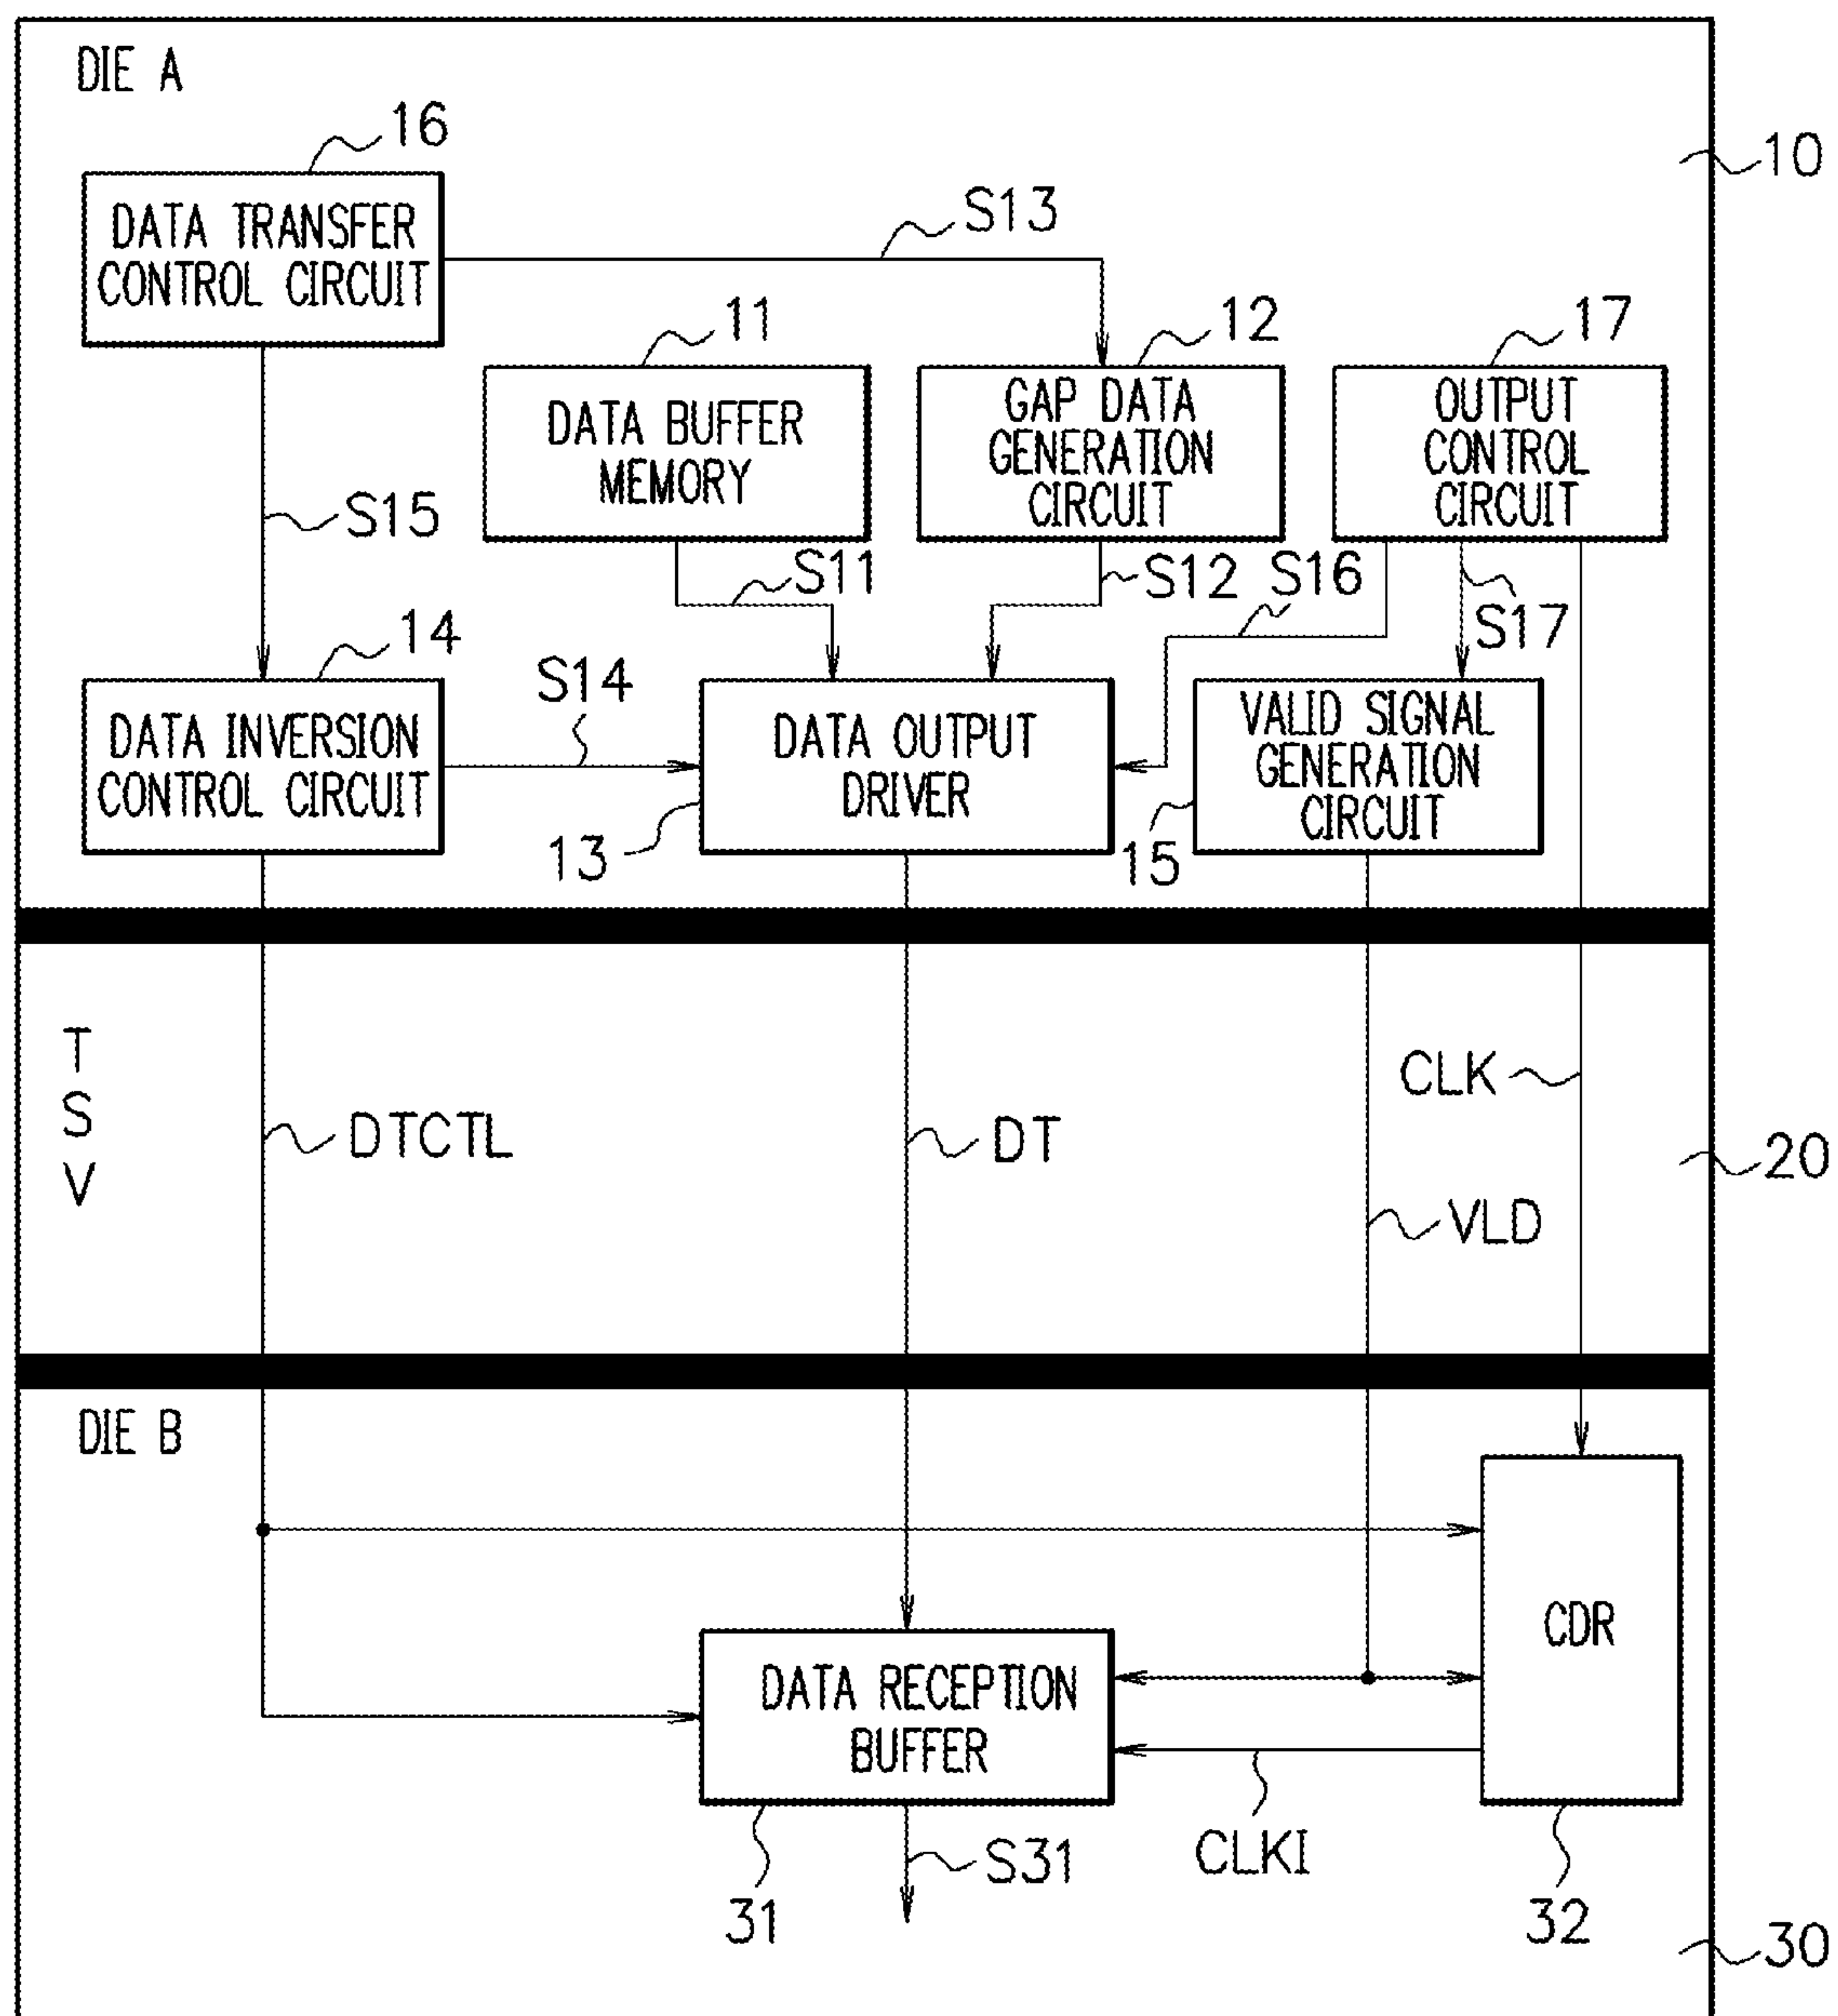 DIE A
16
10
DATA TRANSFER
CONTROL CIRCUIT
S13
11
12
17
DATA BUFFER
MEMORY
GAP DATA
GENERATION
CIRCUIT
OUTPUT
CONTROL
CIRCUIT
S15
S11
S12
S16
S17
14
S14
DATA INVERSION
CONTROL CIRCUIT
DATA OUTPUT
DRIVER
VALID SIGNAL
GENERATION
CIRCUIT
13
15
TSV
CLK
DTCTL
DT
20
VLD
DIE B
CDR
DATA RECEPTION
BUFFER
S31
CLKI
31
32
30